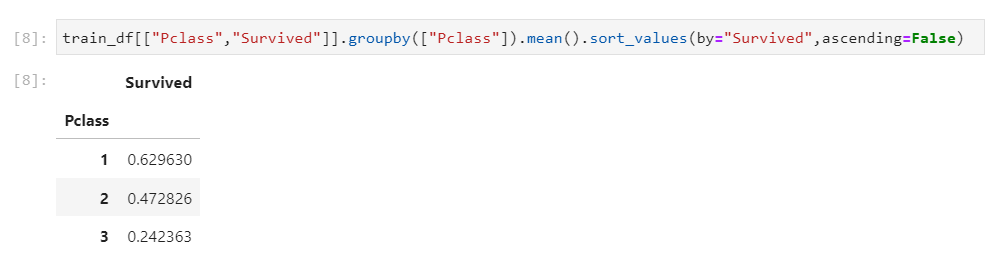 [8]: train_df[["Pclass","Survived"]].groupby(["Pclass"]).mean().sort_values(by="Survived",ascending=False)
[8]:
Survived
Pclass
1 0.629630
2 0.472826
3 0.242363